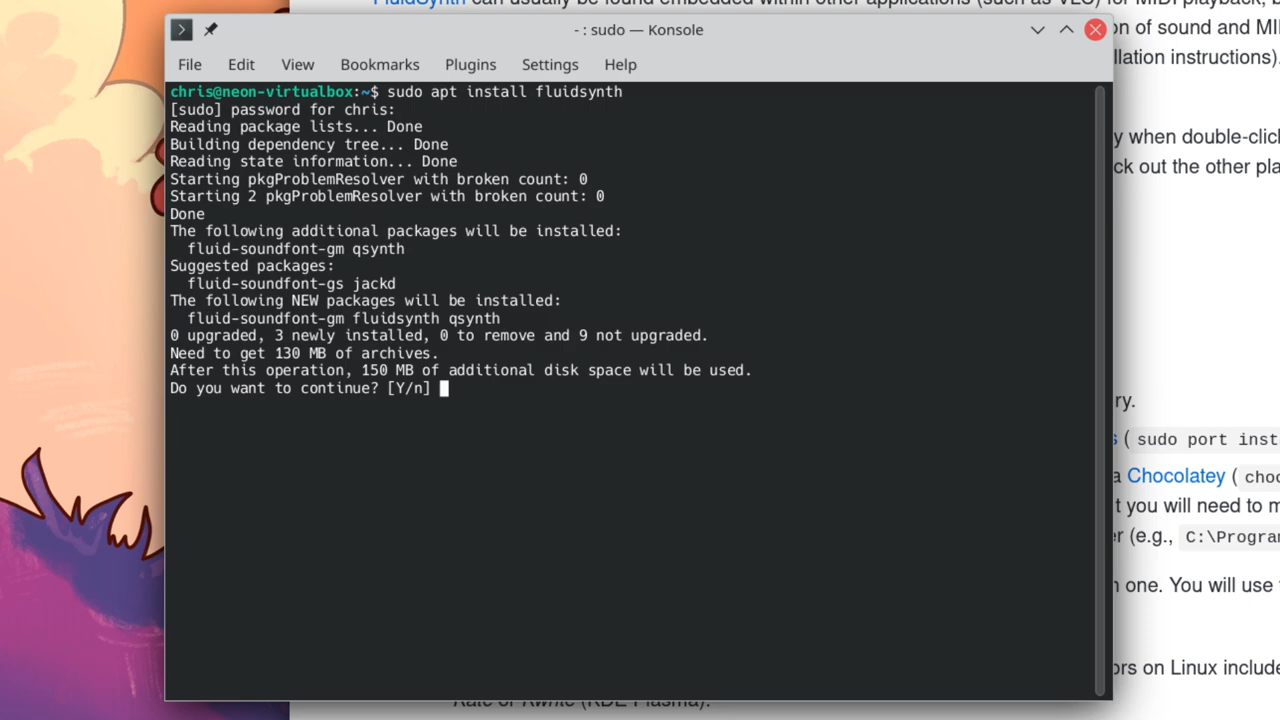 FluidSynth can usually be found embedded within other applications (such as VLC) for MIDI playback, b
- : sudo — Konsole
on of sound and MI
File Edit View Bookmarks Plugins Settings Help
llation instructions).
chris@neon-virtualbox:~$ sudo apt install fluidsynth
[sudo] password for chris:
Reading package lists... Done
Building dependency tree... Done
y when double-click
Reading state information... Done
ck out the other pla
Starting pkgProblemResolver with broken count: 0
Starting 2 pkgProblemResolver with broken count: 0
Done
The following additional packages will be installed:
  fluid-soundfont-gm qsynth
Suggested packages:
  fluid-soundfont-gs jackd
The following NEW packages will be installed:
  fluid-soundfont-gm fluidsynth qsynth
0 upgraded, 3 newly installed, 0 to remove and 9 not upgraded.
Need to get 130 MB of archives.
After this operation, 150 MB of additional disk space will be used.
Do you want to continue? [Y/n]
ry.
s ( sudo port inst
a Chocolatey ( choc
t you will need to m
er (e.g., C:\Progra
n one. You will use
ors on Linux include
Kate or KWrite (KDE Plasma).